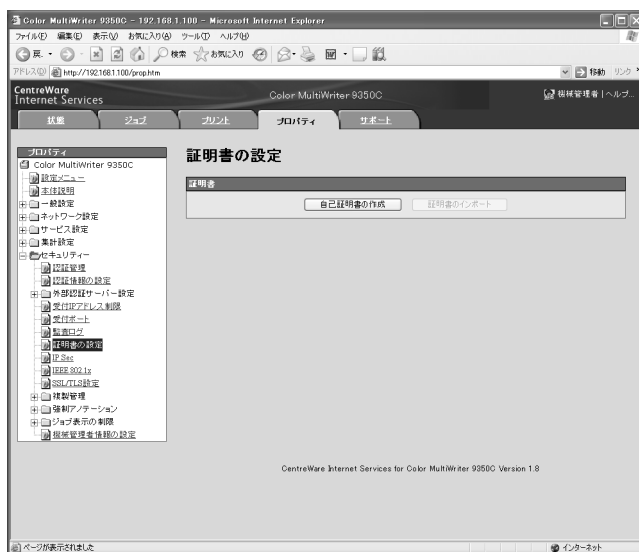 Color MultiWriter 9350C - 192.168.1.100 - Microsoft Internet Explorer
ファイル(F) 編集(E) 表示(V) お気に入り(A) ツール(T) ヘルプ(H)
戻 検索 お気に入り
アドレス(D) http://192.168.1.100/prop.htm 移動 リンク
CentreWare
Internet Services
Color MultiWriter 9350C
機械管理者 | ヘルプ...
状態 ジョブ プリント プロパティ サポート
プロパティ
Color MultiWriter 9350C
設定メニュー
本体説明
一般設定
ネットワーク設定
サービス設定
集計設定
セキュリティー
認証管理
認証情報の設定
外部認証サーバー設定
受付IPアドレス制限
受付ポート
監査ログ
証明書の設定
IP Sec
IEEE 802.1x
SSL/TLS設定
複製管理
強制アノテーション
ジョブ表示の制限
機械管理者情報の設定
証明書の設定
証明書
自己証明書の作成 証明書のインポート
CentreWare Internet Services for Color MultiWriter 9350C Version 1.8
ページが表示されました インターネット